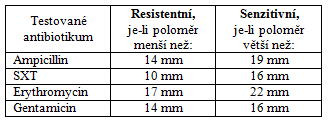 Testované antibiotikum Resistentní, je-li poloměr menší než: Senzitivní, je-li poloměr větší než:
Ampicillin 14 mm 19 mm
SXT 10 mm 16 mm
Erythromycin 17 mm 22 mm
Gentamicin 14 mm 16 mm